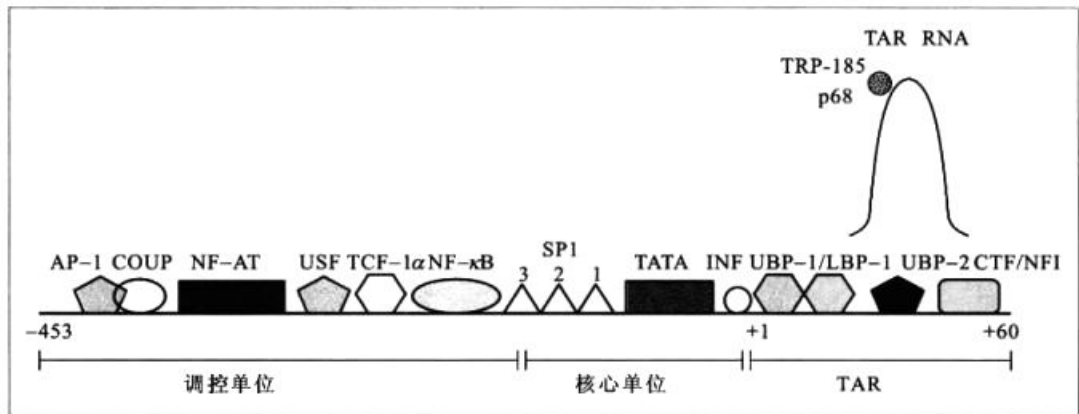 TAR RNA
TRP-185
p68
SP1
AP-1 COUP NF-AT USF TCF-1α NF-κB 3 2 1 TATA INF UBP-1/LBP-1 UBP-2 CTF/NFI
-453 +1 +60
调控单位 核心单位 TAR